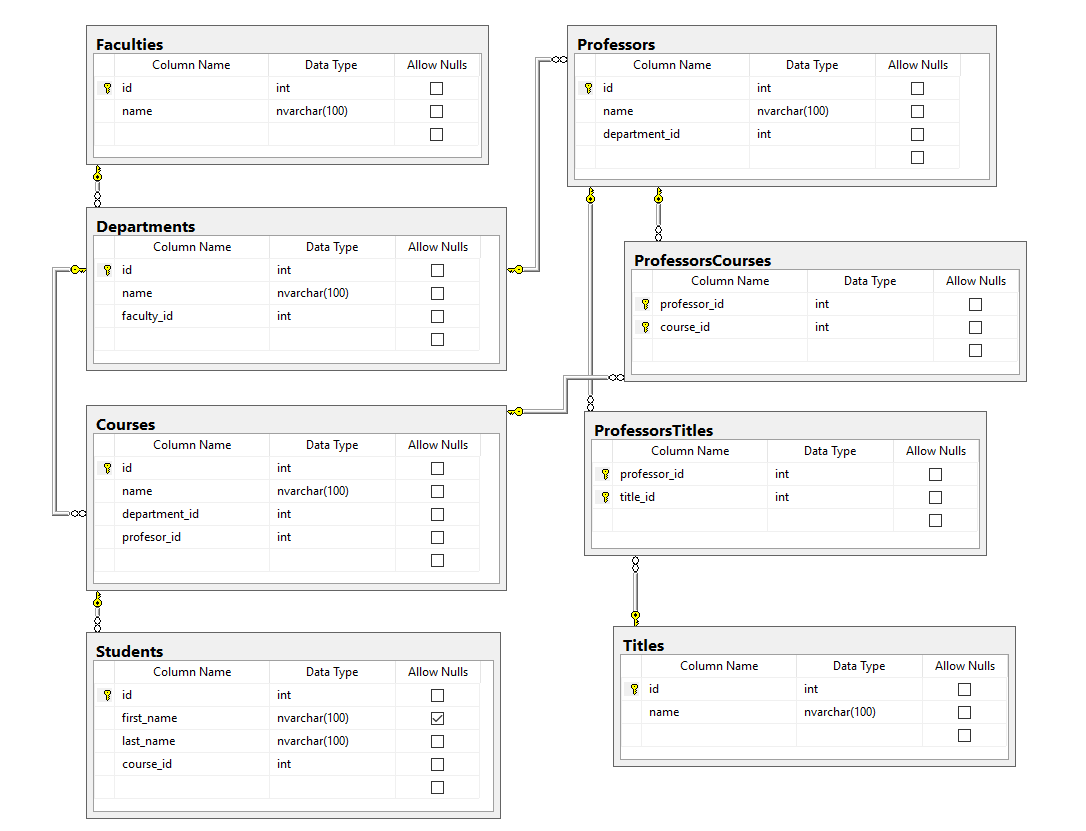 Faculties
Column Name Data Type Allow Nulls
id int
name nvarchar(100)
Departments
Column Name Data Type Allow Nulls
id int
name nvarchar(100)
faculty_id int
Courses
Column Name Data Type Allow Nulls
id int
name nvarchar(100)
department_id int
profesor_id int
Students
Column Name Data Type Allow Nulls
id int
first_name nvarchar(100)
last_name nvarchar(100)
course_id int
Professors
Column Name Data Type Allow Nulls
id int
name nvarchar(100)
department_id int
ProfessorsCourses
Column Name Data Type Allow Nulls
professor_id int
course_id int
ProfessorsTitles
Column Name Data Type Allow Nulls
professor_id int
title_id int
Titles
Column Name Data Type Allow Nulls
id int
name nvarchar(100)